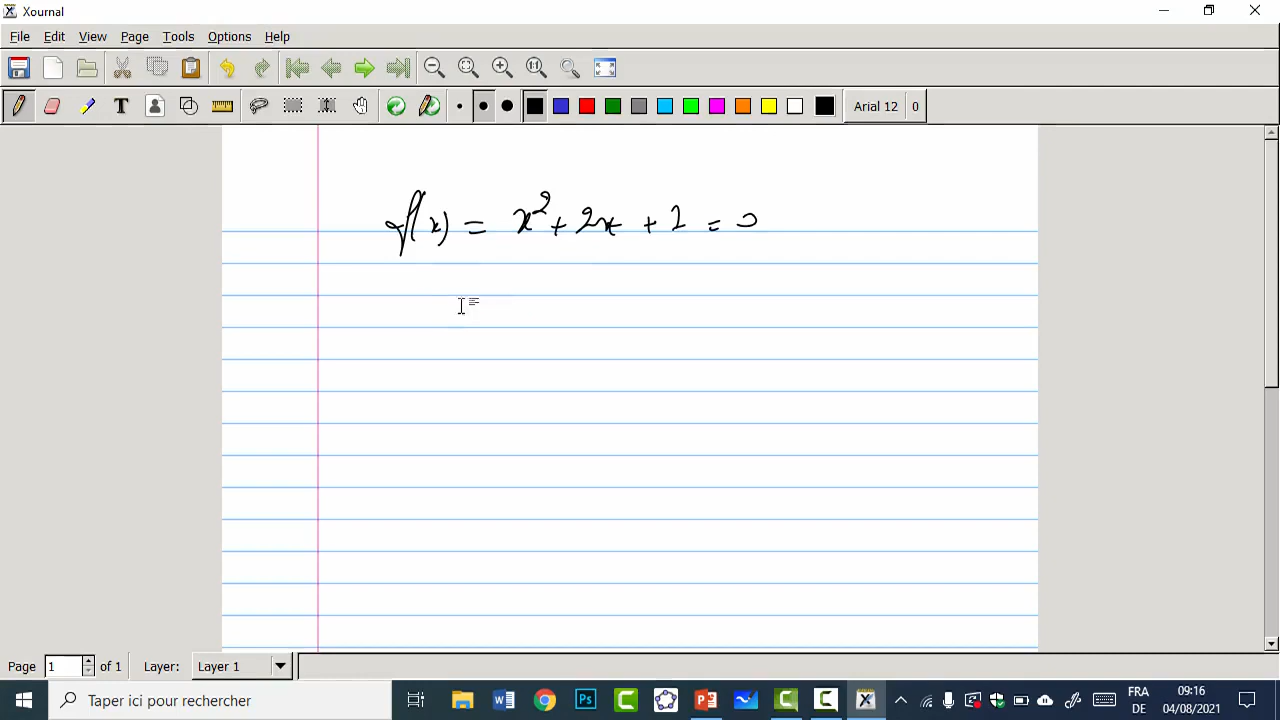 Xournal
File Edit View Page Tools Options Help
T Arial 12 0
f(x) = x² + 2x + 1 = 0
Page 1 of 1 Layer: Layer 1
Taper ici pour rechercher
FRA 09:16
DE 04/08/2021